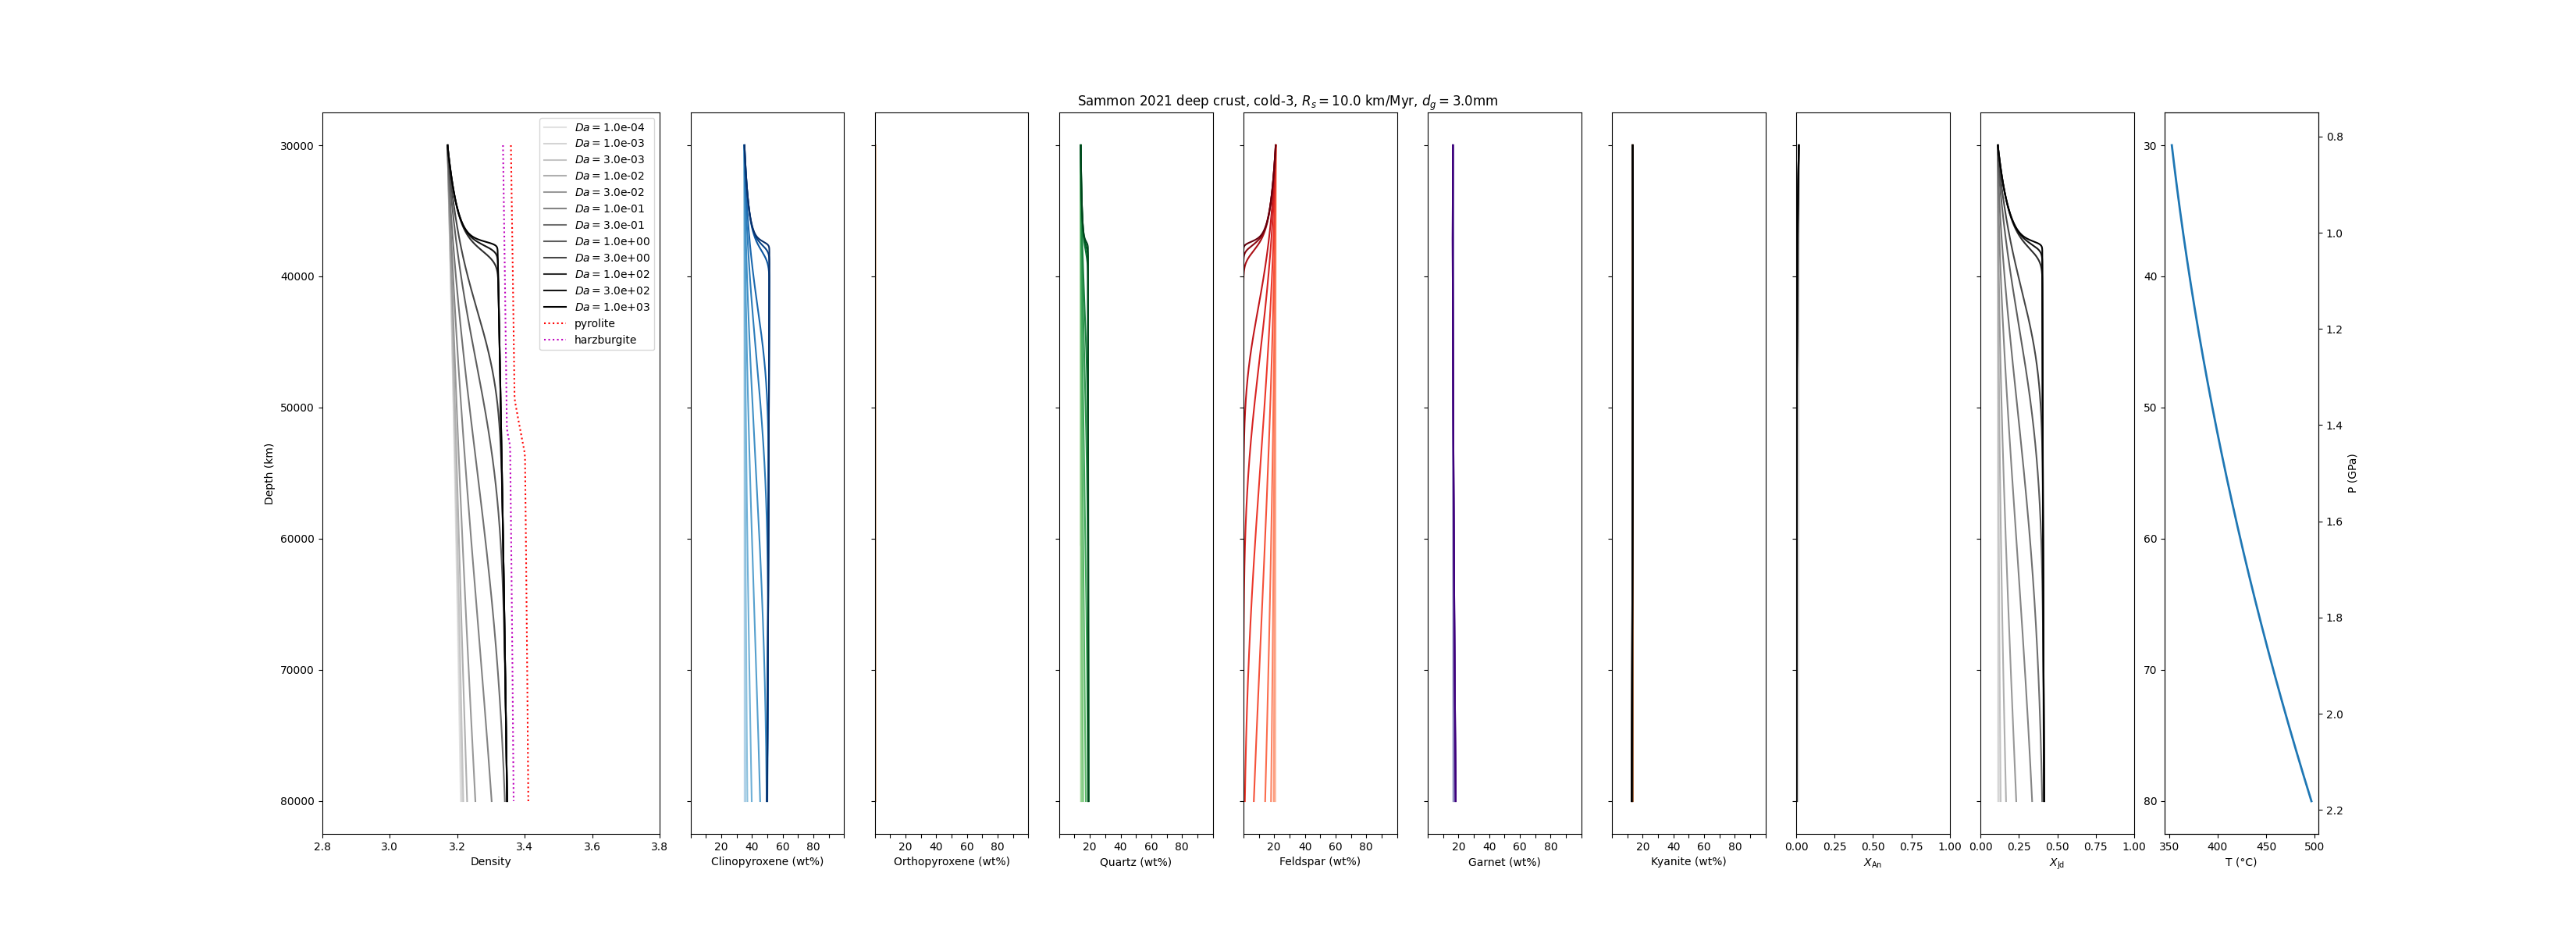 Sammon 2021 deep crust, cold-3, R_s = 10.0 km/Myr, d_g = 3.0mm
Da = 1.0e-04
Da = 1.0e-03
Da = 3.0e-03
Da = 1.0e-02
Da = 3.0e-02
Da = 1.0e-01
Da = 3.0e-01
Da = 1.0e+00
Da = 3.0e+00
Da = 1.0e+02
Da = 3.0e+02
Da = 1.0e+03
pyrolite
harzburgite
Depth (km)
30000
40000
50000
60000
70000
80000
2.8 3.0 3.2 3.4 3.6 3.8
Density
20 40 60 80
Clinopyroxene (wt%)
20 40 60 80
Orthopyroxene (wt%)
20 40 60 80
Quartz (wt%)
20 40 60 80
Feldspar (wt%)
20 40 60 80
Garnet (wt%)
20 40 60 80
Kyanite (wt%)
0.00 0.25 0.50 0.75 1.00
X_An
0.00 0.25 0.50 0.75 1.00
X_Jd
30
40
50
60
70
80
350 400 450 500
T (°C)
0.8
1.0
1.2
1.4
1.6
1.8
2.0
2.2
P (GPa)